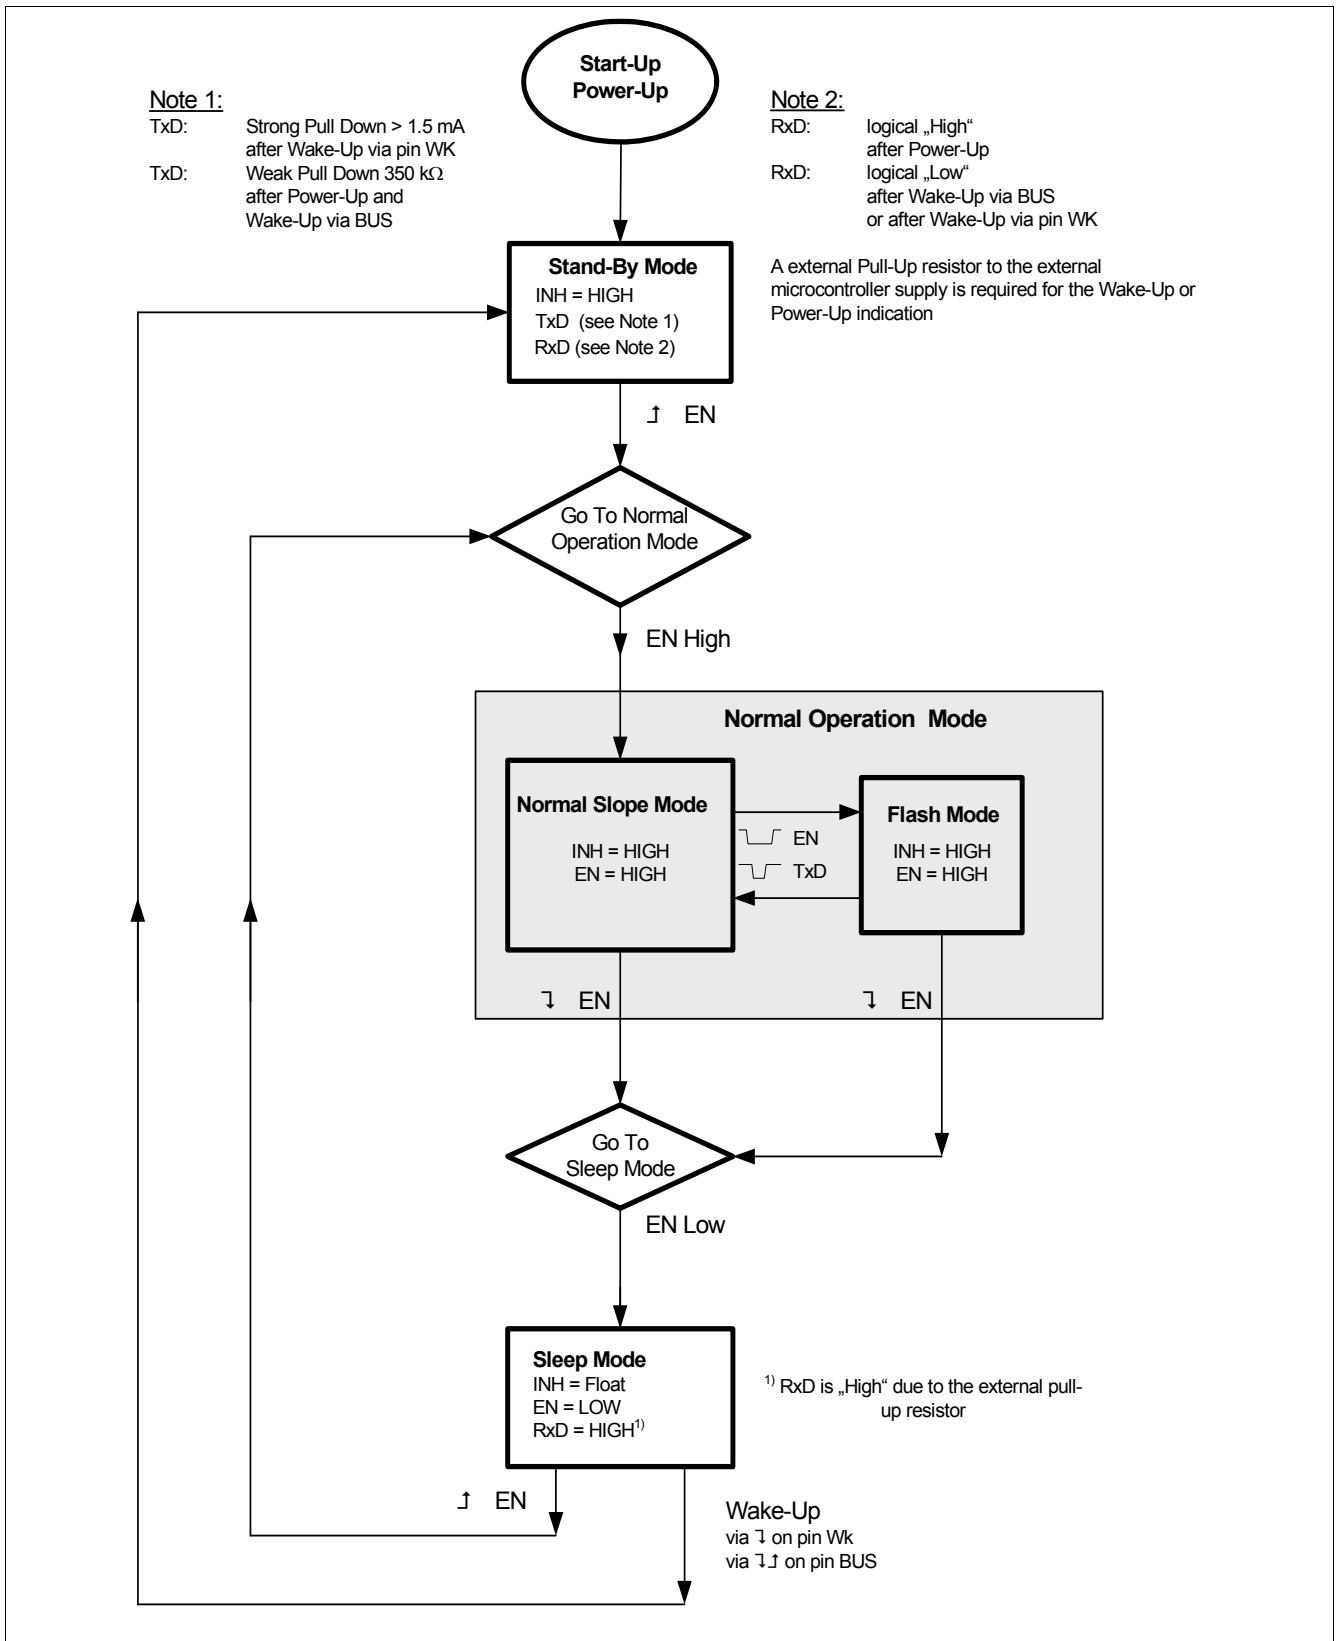 Start-Up
Power-Up
Note 1:
TxD: Strong Pull Down > 1.5 mA
after Wake-Up via pin WK
TxD: Weak Pull Down 350 kΩ
after Power-Up and
Wake-Up via BUS
Note 2:
RxD: logical „High“
after Power-Up
RxD: logical „Low“
after Wake-Up via BUS
or after Wake-Up via pin WK
A external Pull-Up resistor to the external
microcontroller supply is required for the Wake-Up or
Power-Up indication
Stand-By Mode
INH = HIGH
TxD (see Note 1)
RxD (see Note 2)
EN
Go To Normal
Operation Mode
EN High
Normal Operation Mode
Normal Slope Mode
INH = HIGH
EN = HIGH
EN
TxD
Flash Mode
INH = HIGH
EN = HIGH
EN
EN
Go To
Sleep Mode
EN Low
Sleep Mode
INH = Float
EN = LOW
RxD = HIGH1)
1) RxD is „High“ due to the external pull-
up resistor
EN
Wake-Up
via on pin Wk
via on pin BUS